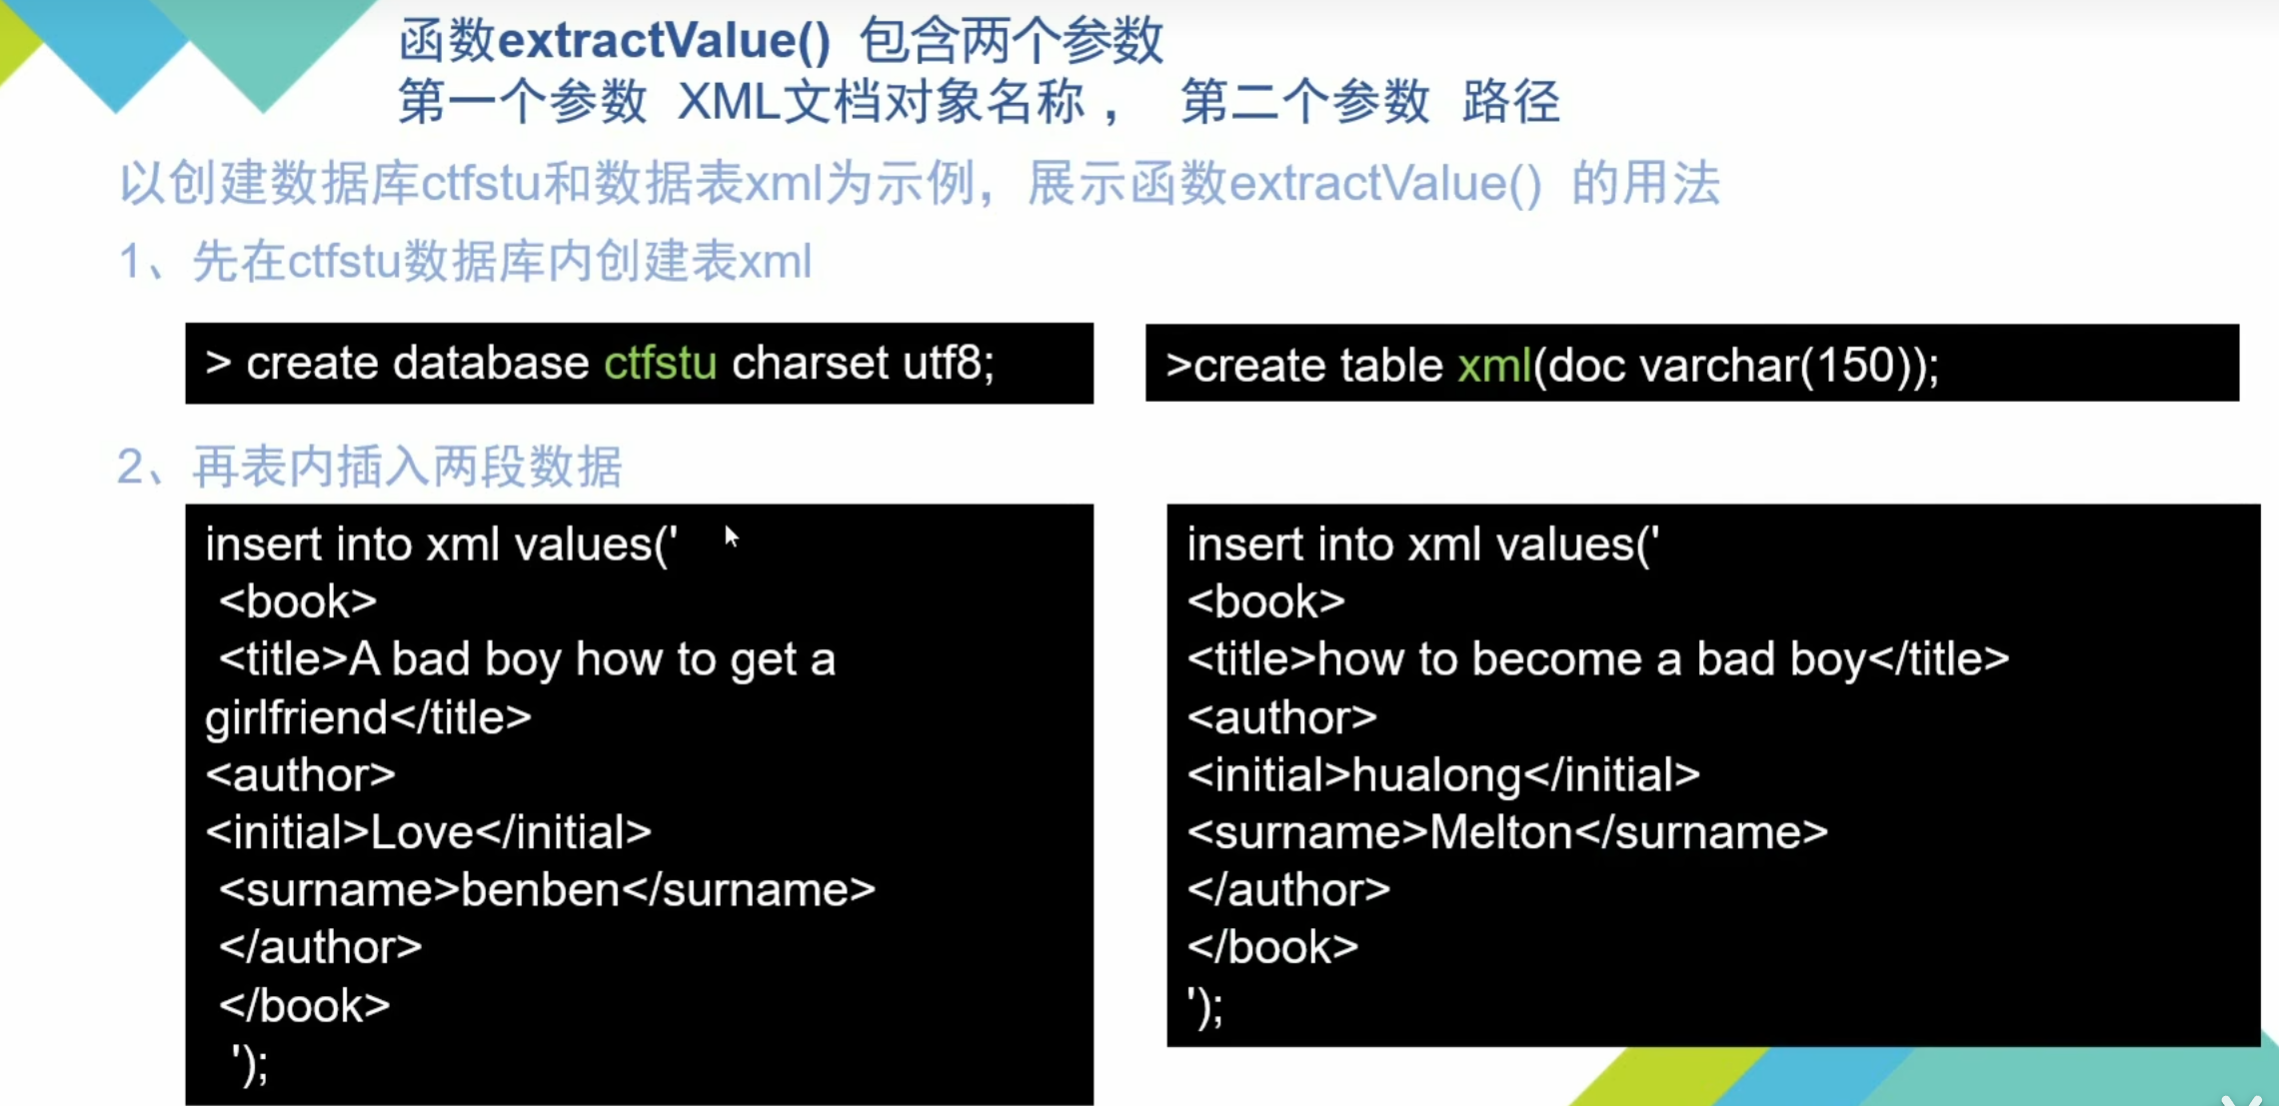 函数extractValue() 包含两个参数
第一个参数 XML文档对象名称， 第二个参数 路径
以创建数据库ctfstu和数据表xml为示例，展示函数extractValue() 的用法
1、先在ctfstu数据库内创建表xml
> create database ctfstu charset utf8;
>create table xml(doc varchar(150));
2、再表内插入两段数据
insert into xml values('
<book>
<title>A bad boy how to get a
girlfriend</title>
<author>
<initial>Love</initial>
<surname>benben</surname>
</author>
</book>
');
insert into xml values('
<book>
<title>how to become a bad boy</title>
<author>
<initial>hualong</initial>
<surname>Melton</surname>
</author>
</book>
');